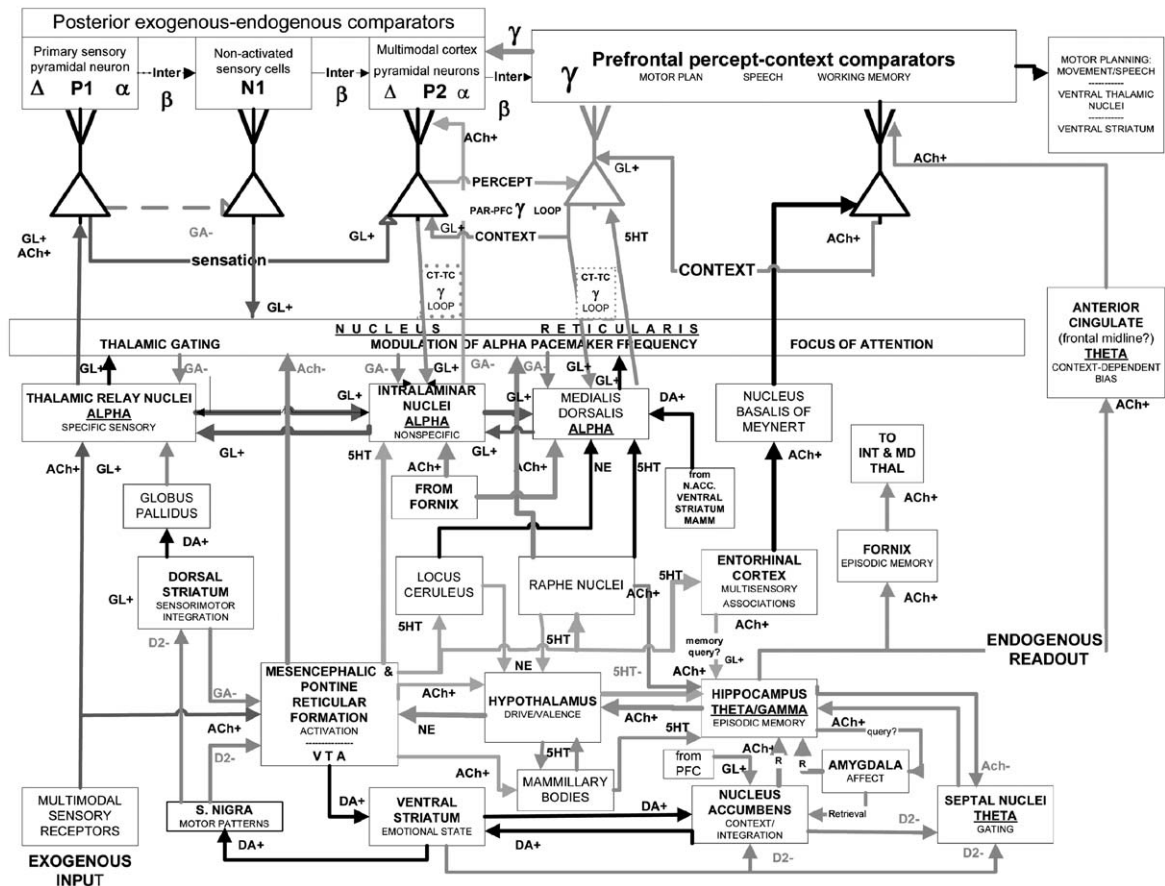 Posterior exogenous-endogenous comparators
Primary sensory
pyramidal neuron
Δ P1 α
Inter
β
Non-activated
sensory cells
N1
Inter
β
Multimodal cortex
pyramidal neurons
Δ P2 α
Inter
β
γ
Prefrontal percept-context comparators
γ
MOTOR PLAN SPEECH WORKING MEMORY
MOTOR PLANNING:
MOVEMENT/SPEECH
-----------
VENTRAL THALAMIC
NUCLEI
-----------
VENTRAL STRIATUM
ACh+
ACh+
PERCEPT
GL+
PAR-PFC γ LOOP
GA-
GL+
ACh+
GL+
GL+
CONTEXT
5HT
ACh+
sensation
CONTEXT
CT-TC
γ
LOOP
CT-TC
γ
LOOP
GL+
ANTERIOR
CINGULATE
(frontal midline?)
THETA
CONTEXT-DEPENDENT
BIAS
NUCLEUS RETICULARIS
THALAMIC GATING
MODULATION OF ALPHA PACEMAKER FREQUENCY
FOCUS OF ATTENTION
GL+
GA-
Ach-
GA-
GL+
GA-
GL+
GL+
THALAMIC RELAY NUCLEI
ALPHA
SPECIFIC SENSORY
GL+
GL+
INTRALAMINAR
NUCLEI
ALPHA
NONSPECIFIC
GL+
GL+
MEDIALIS
DORSALIS
ALPHA
DA+
NUCLEUS
BASALIS OF
MEYNERT
ACh+
ACh+
GL+
5HT
ACh+
ACh+
NE
5HT
ACh+
TO
INT & MD
THAL
ACh+
GLOBUS
PALLIDUS
FROM
FORNIX
from
N.ACC.
VENTRAL
STRIATUM
MAMM
DA+
DORSAL
STRIATUM
SENSORIMOTOR
INTEGRATION
GL+
LOCUS
CERULEUS
RAPHE NUCLEI
5HT
ACh+
ENTORHINAL
CORTEX
MULTISENSORY
ASSOCIATIONS
FORNIX
EPISODIC MEMORY
ACh+
D2-
5HT
5HT
ACh+
memory
query?
GL+
ENDOGENOUS
READOUT
MESENCEPHALIC &
PONTINE
RETICULAR
FORMATION
ACTIVATION
--------------
VTA
GA-
ACh+
D2-
ACh+
NE
NE
HYPOTHALAMUS
DRIVE/VALENCE
5HT-
ACh+
ACh+
HIPPOCAMPUS
THETA/GAMMA
EPISODIC MEMORY
ACh+
query?
5HT
5HT
ACh+
MAMMILLARY
BODIES
from
PFC
GL+
ACh+
R
R
AMYGDALA
AFFECT
Retrieval
Ach-
MULTIMODAL
SENSORY
RECEPTORS
EXOGENOUS
INPUT
S. NIGRA
MOTOR PATTERNS
DA+
DA+
VENTRAL
STRIATUM
EMOTIONAL STATE
DA+
DA+
NUCLEUS
ACCUMBENS
CONTEXT/
INTEGRATION
D2-
D2-
D2-
SEPTAL NUCLEI
THETA
GATING